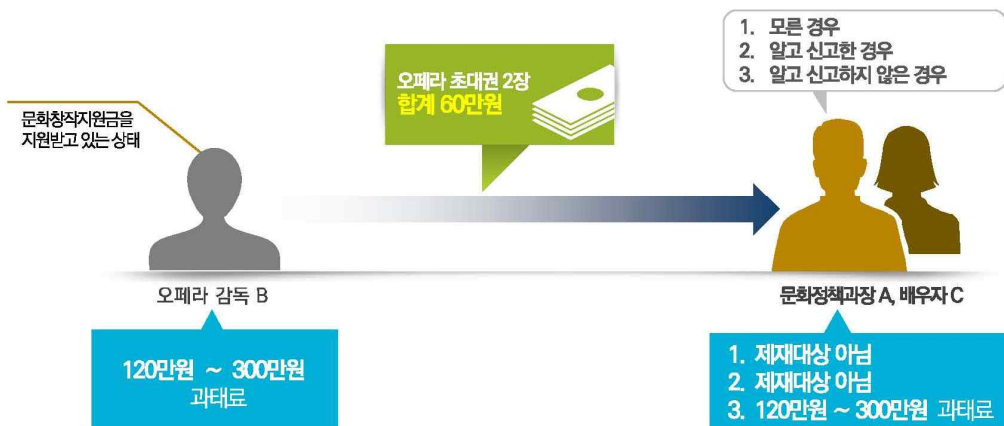 1. 모른 경우
2. 알고 신고한 경우
3. 알고 신고하지 않은 경우
오페라 초대권 2장
합계 60만원
문화창작지원금을
지원받고 있는 상태
오페라 감독 B
문화정책과장 A, 배우자 C
120만원 ~ 300만원
과태료
1. 제재대상 아님
2. 제재대상 아님
3. 120만원 ~ 300만원 과태료